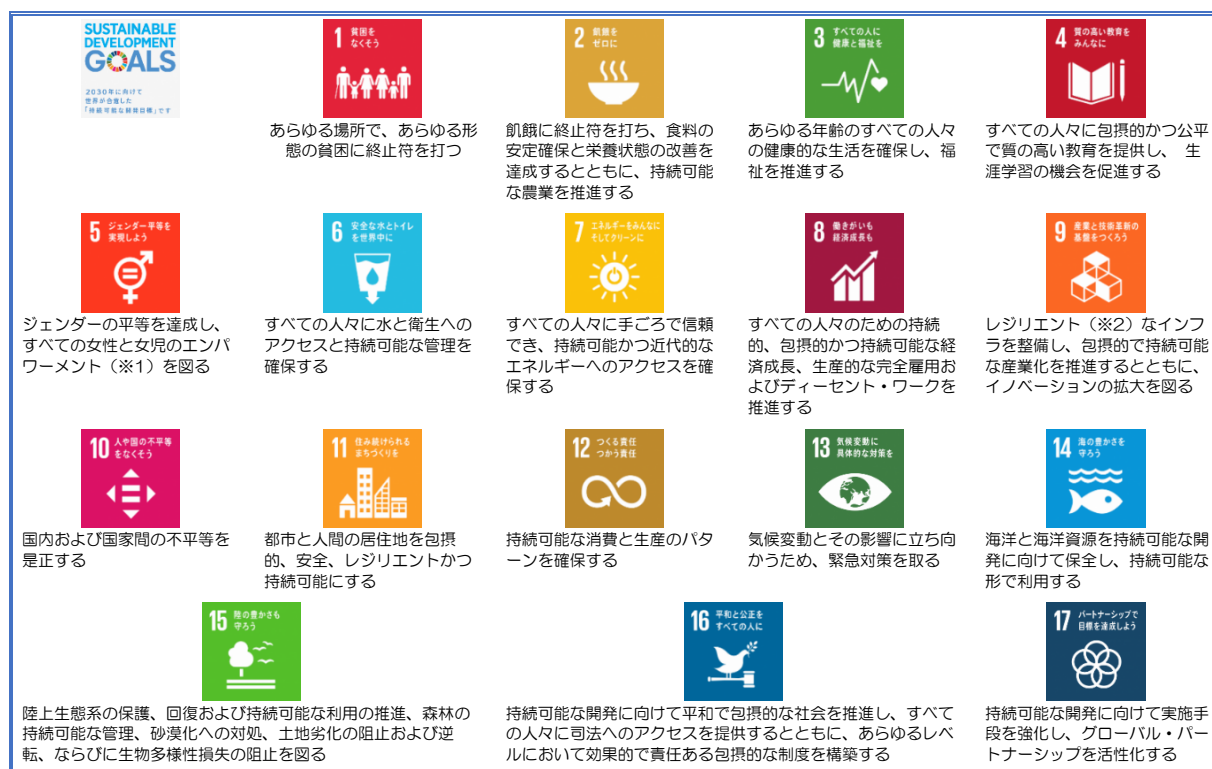 SUSTAINABLE
DEVELOPMENT
GOALS
2030年に向けて
世界が合意した
「持続可能な開発目標」です
1 貧困を
なくそう
あらゆる場所で、あらゆる形
態の貧困に終止符を打つ
2 飢餓を
ゼロに
飢餓に終止符を打ち、食料の
安定確保と栄養状態の改善を
達成するとともに、持続可能
な農業を推進する
3 すべての人に
健康と福祉を
あらゆる年齢のすべての人々
の健康的な生活を確保し、福
祉を推進する
4 質の高い教育を
みんなに
すべての人々に包摂的かつ公平
で質の高い教育を提供し、 生
涯学習の機会を促進する
5 ジェンダー平等を
実現しよう
ジェンダーの平等を達成し、
すべての女性と女児のエンパ
ワーメント（※1）を図る
6 安全な水とトイレ
を世界中に
すべての人々に水と衛生への
アクセスと持続可能な管理を
確保する
7 エネルギーをみんなに
そしてクリーンに
すべての人々に手ごろで信頼
でき、持続可能かつ近代的な
エネルギーへのアクセスを確
保する
8 働きがいも
経済成長も
すべての人々のための持続
的、包摂的かつ持続可能な経
済成長、生産的な完全雇用お
よびディーセント・ワークを
推進する
9 産業と技術革新の
基盤をつくろう
レジリエント（※2）なインフ
ラを整備し、包摂的で持続可能
な産業化を推進するとともに、
イノベーションの拡大を図る
10 人や国の不平等
をなくそう
国内および国家間の不平等を
是正する
11 住み続けられる
まちづくりを
都市と人間の居住地を包摂
的、安全、レジリエントかつ
持続可能にする
12 つくる責任
つかう責任
持続可能な消費と生産のパタ
ーンを確保する
13 気候変動に
具体的な対策を
気候変動とその影響に立ち向
かうため、緊急対策を取る
14 海の豊かさを
守ろう
海洋と海洋資源を持続可能な開
発に向けて保全し、持続可能な
形で利用する
15 陸の豊かさも
守ろう
陸上生態系の保護、回復および持続可能な利用の推進、森林の
持続可能な管理、砂漠化への対処、土地劣化の阻止および逆
転、ならびに生物多様性損失の阻止を図る
16 平和と公正を
すべての人に
持続可能な開発に向けて平和で包摂的な社会を推進し、すべて
の人々に司法へのアクセスを提供するとともに、あらゆるレベ
ルにおいて効果的で責任ある包摂的な制度を構築する
17 パートナーシップで
目標を達成しよう
持続可能な開発に向けて実施手
段を強化し、グローバル・パー
トナーシップを活性化する